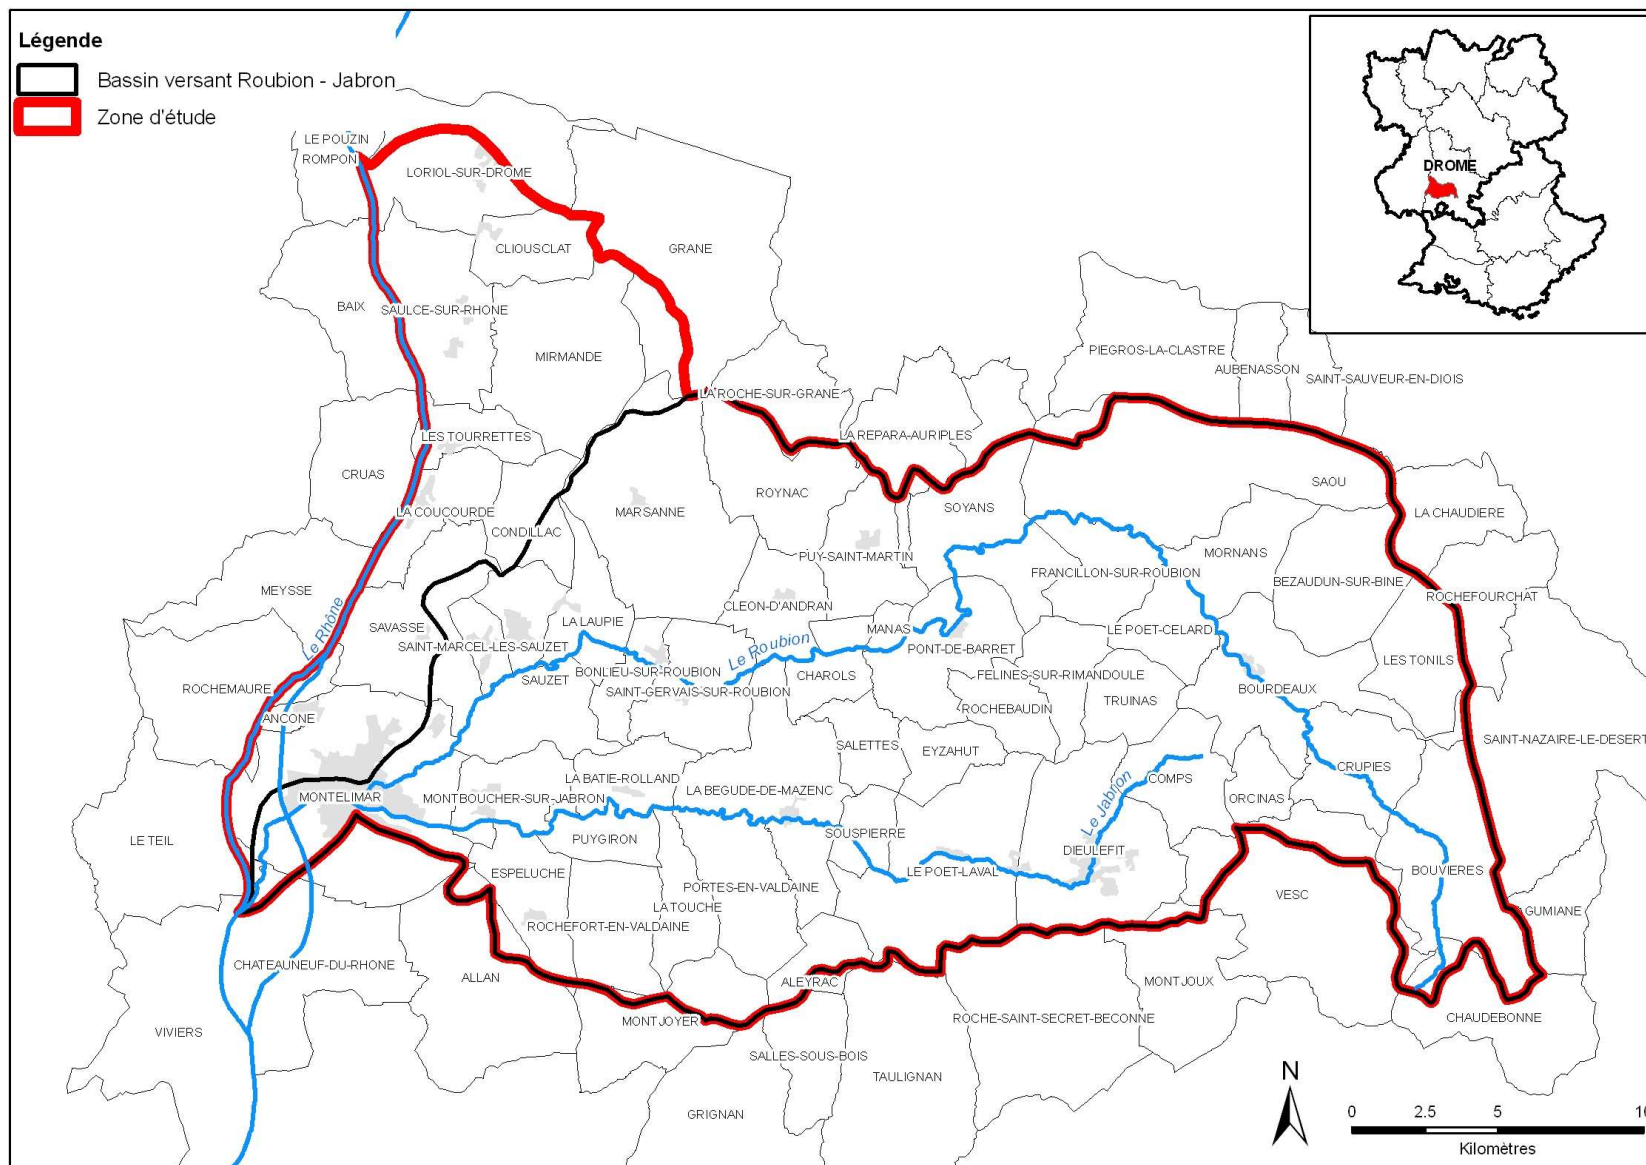 Légende
Bassin versant Roubion - Jabron
Zone d'étude
DROME
LE POUZIN
ROMPON
LORIOL-SUR-DROME
CLIOUSCLAT
GRANE
BAIX
SAULCE-SUR-RHONE
MIRMANDE
PIEGROS-LA-CLASTRE
AUBENASSON
SAINT-SAUVEUR-EN-DIOIS
LA ROCHE-SUR-GRANE
LES TOURRETTES
LA REPARA-AURIPLES
CRUAS
LA COUCOURDE
CONDILLAC
MARSANNE
ROYNAC
SOYANS
SAOU
LA CHAUDIERE
PUY-SAINT-MARTIN
MORNANS
FRANCILLON-SUR-ROUBION
BEZAUDUN-SUR-BINE
MEYSSE
ROCHEFOURCHAT
CLEON-D'ANDRAN
Le Rhône
SAVASSE
LA LAUPIE
SAINT-MARCEL-LES-SAUZET
MANAS
LE POET-CELARD
Le Roubion
PONT-DE-BARRET
LES TONILS
ROCHEMAURE
SAUZET
BONLIEU-SUR-ROUBION
CHAROLS
FELINES-SUR-RIMANDOULE
SAINT-GERVAIS-SUR-ROUBION
BOURDEAUX
ANCONE
ROCHEBAUDIN
TRUINAS
SALETTES
EYZAHUT
SAINT-NAZAIRE-LE-DESERT
LA BATIE-ROLLAND
COMPS
CRUPIES
MONTELIMAR
MONTBOUCHER-SUR-JABRON
LA BEGUDE-DE-MAZENC
Le Jabron
ORCINAS
LE TEIL
PUYGIRON
SOUSPIERRE
DIEULEFIT
ESPELUCHE
LE POET-LAVAL
BOUVIERES
PORTES-EN-VALDAINE
VESC
LA TOUCHE
GUMIANE
ROCHEFORT-EN-VALDAINE
CHATEAUNEUF-DU-RHONE
ALLAN
ALEYRAC
MONTJOUX
VIVIERS
MONTJOYER
ROCHE-SAINT-SECRET-BECONNE
CHAUDEBONNE
SALLES-SOUS-BOIS
TAULIGNAN
GRIGNAN
N
0 2.5 5
Kilomètres